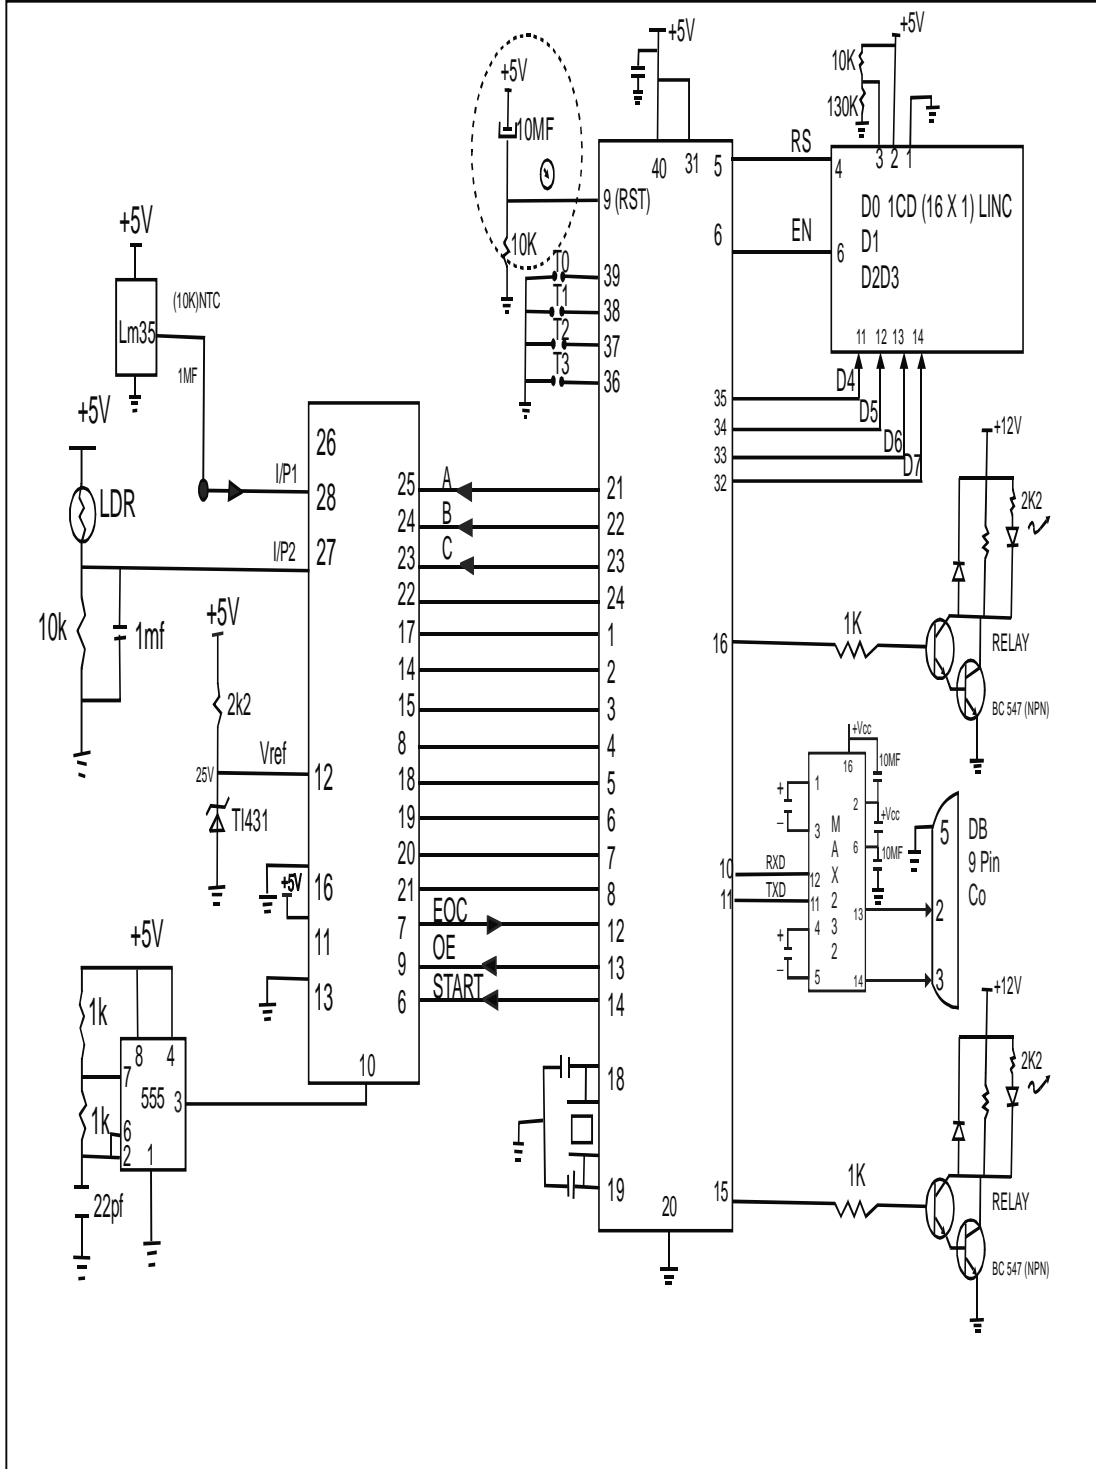 +5V
+5V
+5V
10K
130K
10MF
RS
EN
5
6
4
6
3 2 1
D0 1CD (16 X 1) LINC
D1
D2D3
11 12 13 14
40
31
9 (RST)
10K
T0
T1
T2
T3
39
38
37
36
35
34
33
32
D4
D5
D6
D7
+5V
Lm35
(10K)NTC
1MF
+5V
LDR
I/P1
I/P2
10k
1mf
+5V
2k2
Vref
25V
Tl431
26
28
27
12
16
+5V
11
13
10
25
24
23
22
17
14
15
8
18
19
20
21
7
9
6
A
B
C
EOC
OE
START
21
22
23
24
1
2
3
4
5
6
7
8
12
13
14
18
19
20
16
10
11
15
+5V
1k
1k
8 4
7
555
3
6
2
1
22pf
+12V
2K2
1K
RELAY
BC 547 (NPN)
+Vcc
10MF
+Vcc
10MF
16
1
3
2
6
M
A
X
2
3
2
RXD
TXD
12
11
4
5
13
14
+
–
+
–
5
2
3
DB
9 Pin
Co
+12V
2K2
1K
RELAY
BC 547 (NPN)